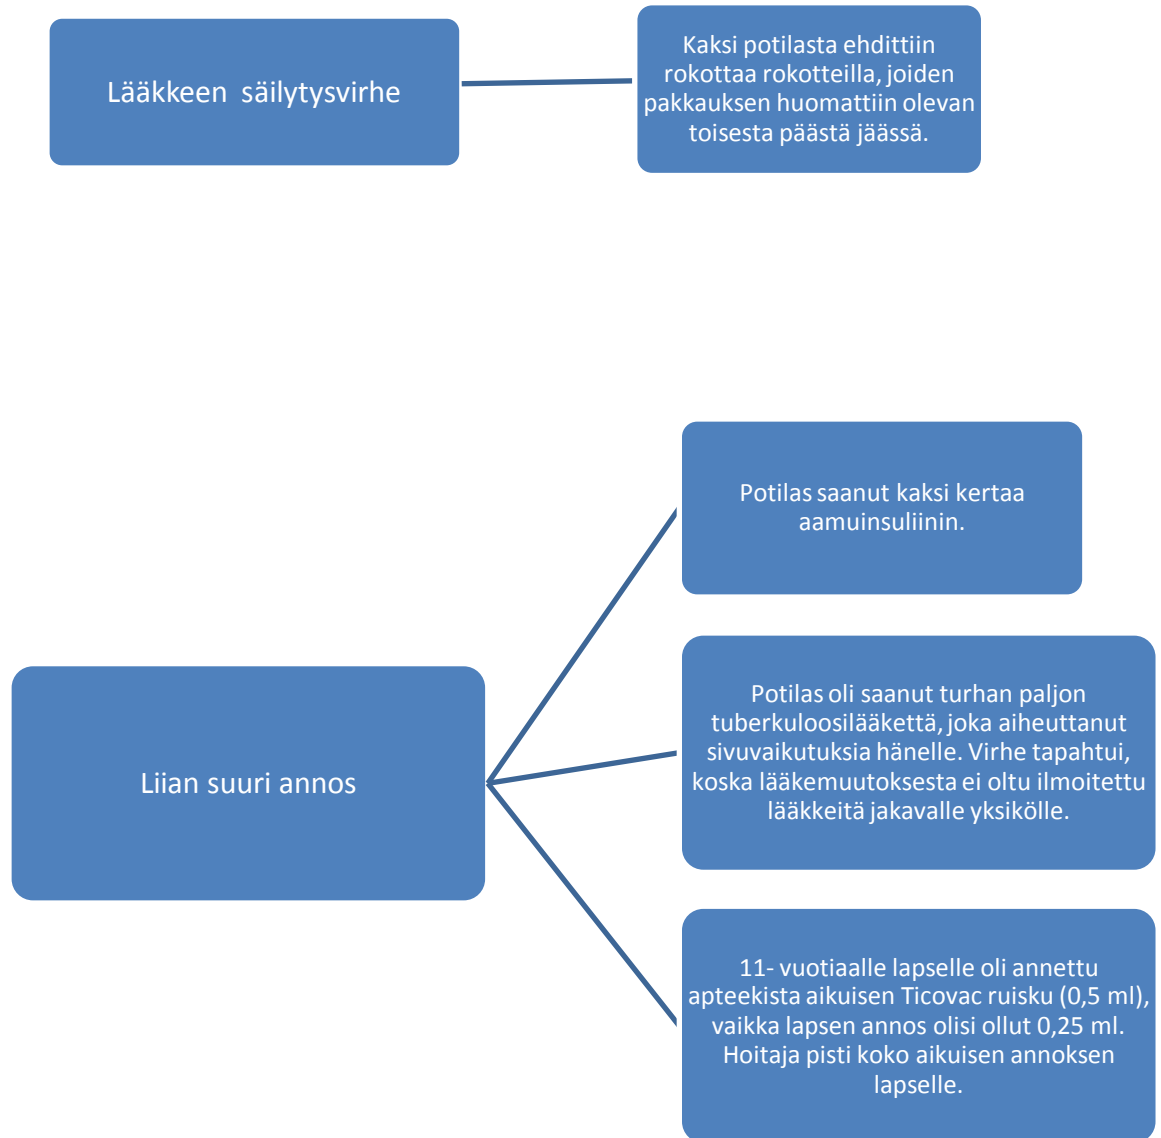 Lääkkeen säilytysvirhe
Kaksi potilasta ehdittiin
rokottaa rokotteilla, joiden
pakkauksen huomattiin olevan
toisesta päästä jäässä.
Liian suuri annos
Potilas saanut kaksi kertaa
aamuinsuliinin.
Potilas oli saanut turhan paljon
tuberkuloosilääkettä, joka aiheuttanut
sivuvaikutuksia hänelle. Virhe tapahtui,
koska lääkemuutoksesta ei oltu ilmoitettu
lääkkeitä jakavalle yksikölle.
11- vuotiaalle lapselle oli annettu
apteekista aikuisen Ticovac ruisku (0,5 ml),
vaikka lapsen annos olisi ollut 0,25 ml.
Hoitaja pisti koko aikuisen annoksen
lapselle.